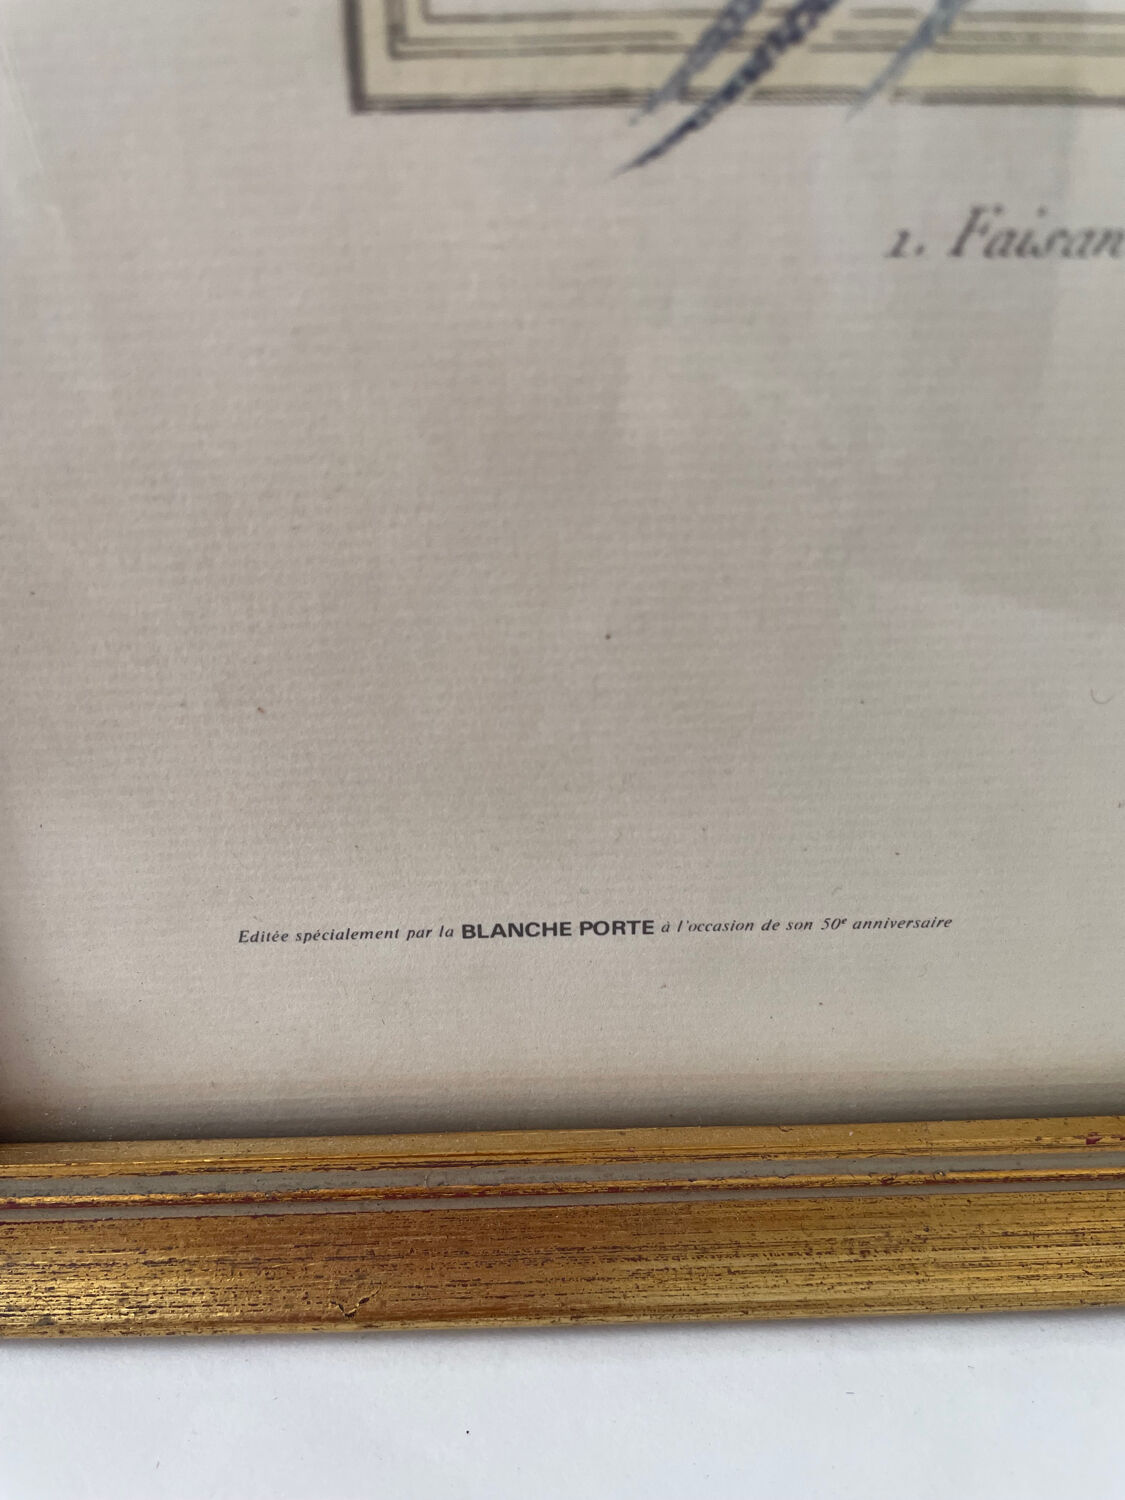 1. Faisan
Editée spécialement par la BLANCHE PORTE à l'occasion de son 50e anniversaire